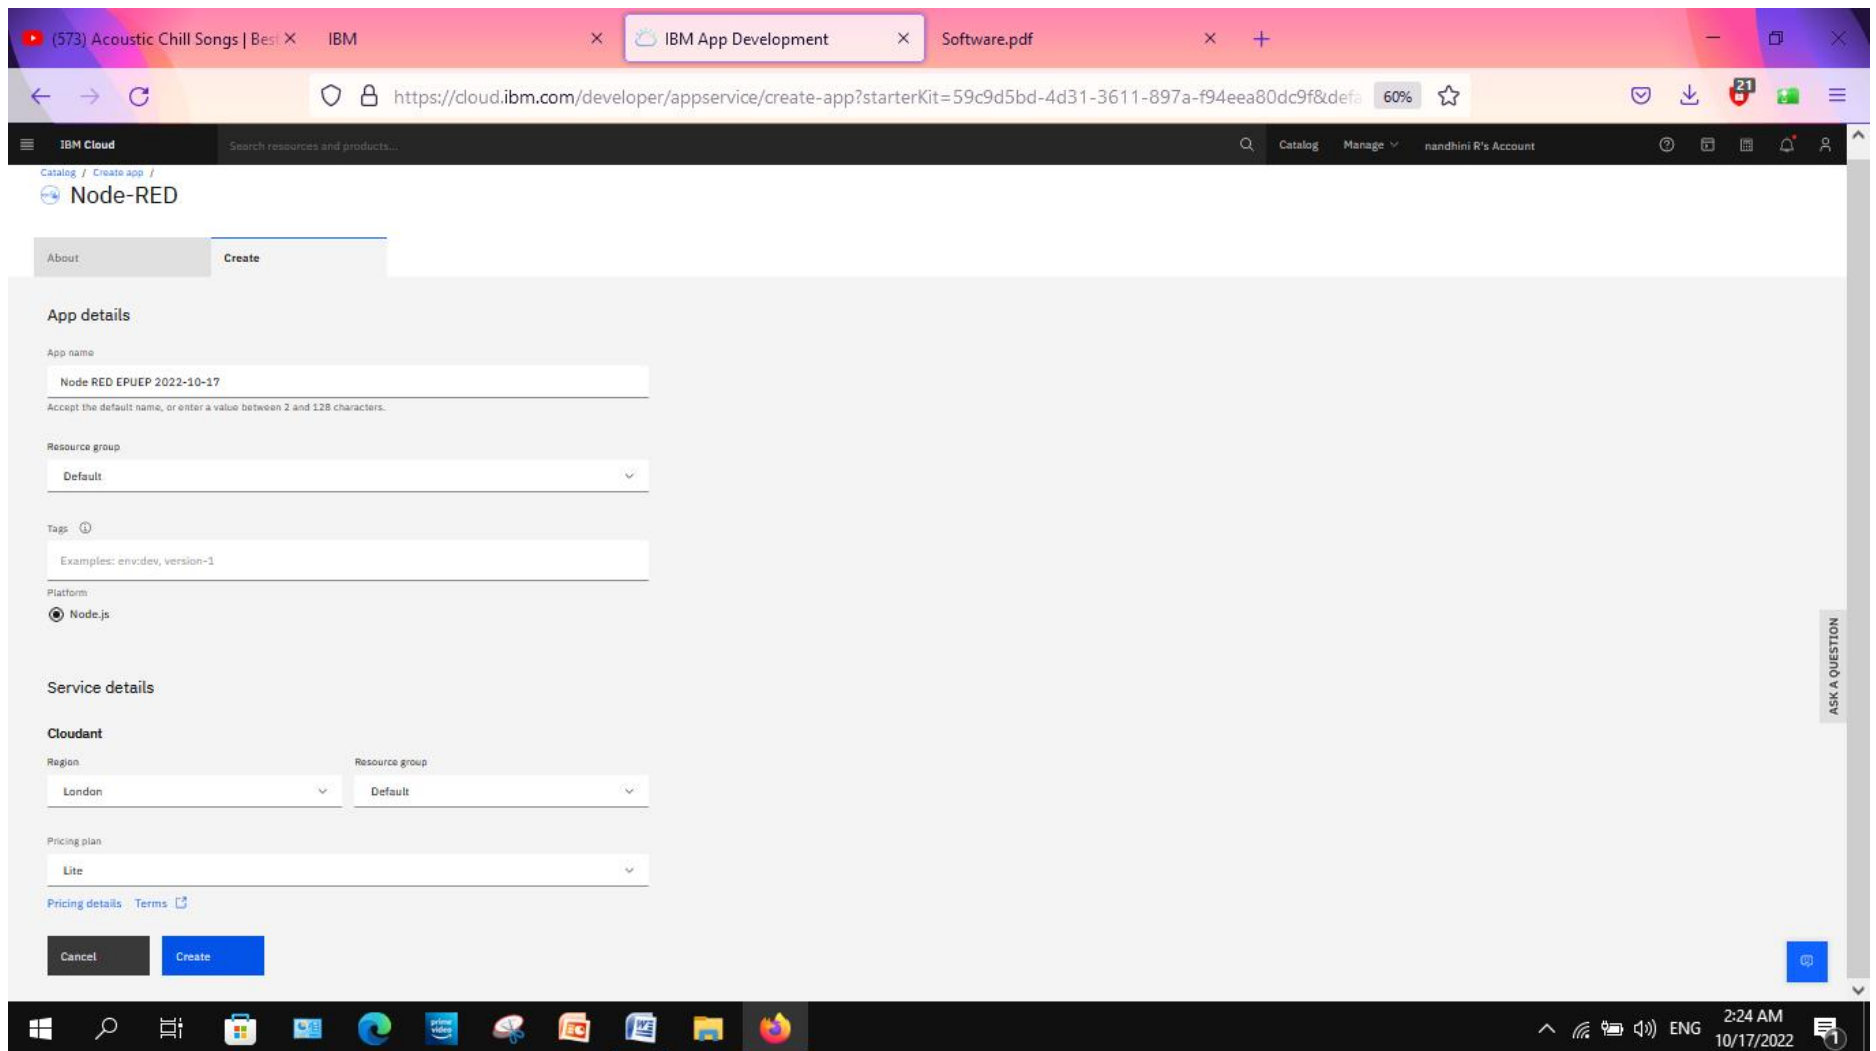 (573) Acoustic Chill Songs | Best
IBM
IBM App Development
Software.pdf
https://cloud.ibm.com/developer/appservice/create-app?starterKit=59c9d5bd-4d31-3611-897a-f94eea80dc9f&defa
60%
21
IBM Cloud
Search resources and products...
Catalog
Manage
nandhini R's Account
Catalog / Create app /
Node-RED
About
Create
App details
App name
Node RED EPUEP 2022-10-17
Accept the default name, or enter a value between 2 and 128 characters.
Resource group
Default
Tags
Examples: env:dev, version-1
Platform
Node.js
ASK A QUESTION
Service details
Cloudant
Region
Resource group
London
Default
Pricing plan
Lite
Pricing details
Terms
Cancel
Create
prime video
ENG
2:24 AM
10/17/2022
1